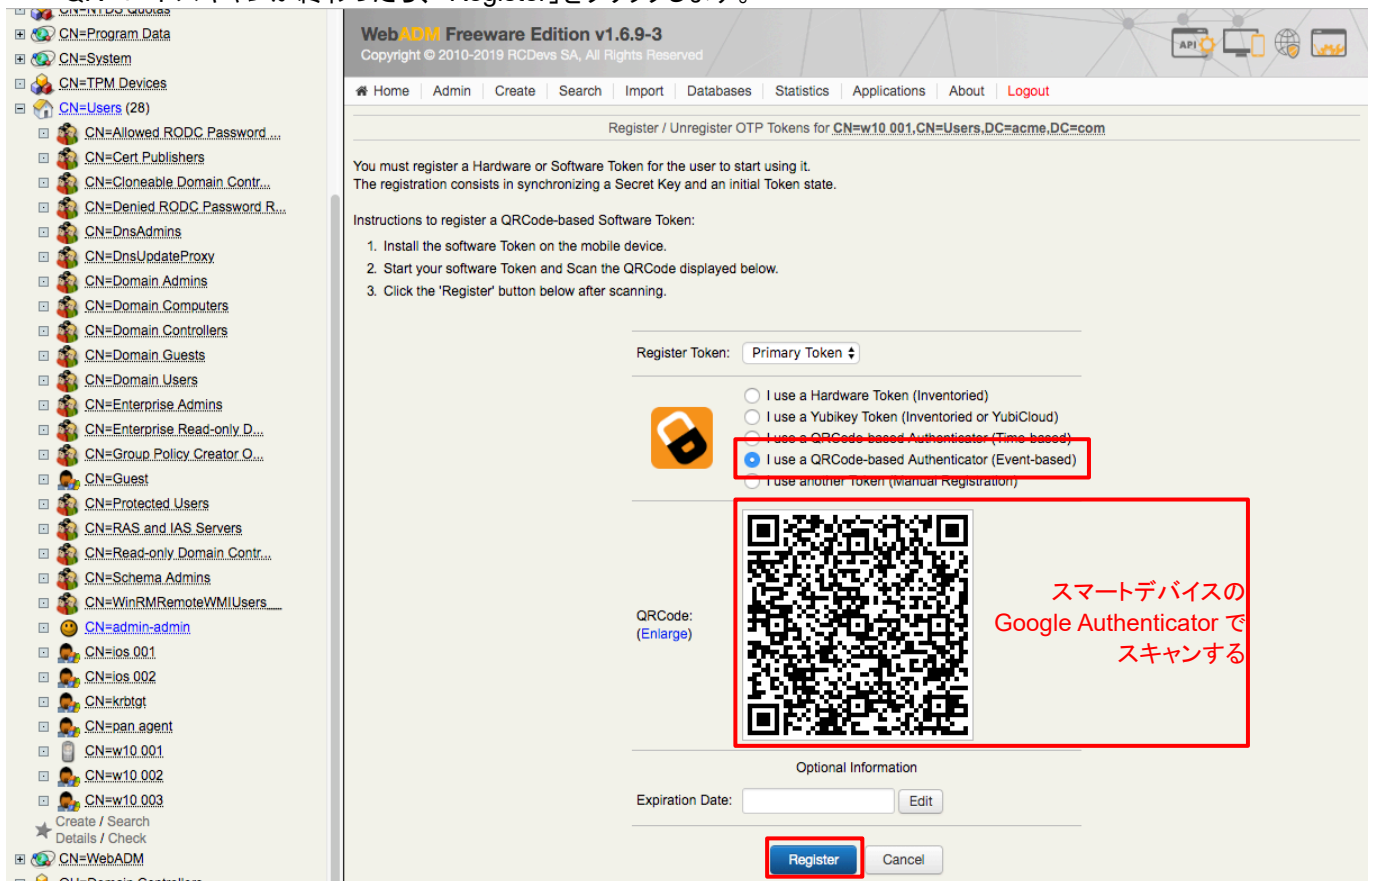 CN=NTDS Quotas
CN=Program Data
CN=System
CN=TPM Devices
CN=Users (28)
CN=Allowed RODC Password ...
CN=Cert Publishers
CN=Cloneable Domain Contr...
CN=Denied RODC Password R...
CN=DnsAdmins
CN=DnsUpdateProxy
CN=Domain Admins
CN=Domain Computers
CN=Domain Controllers
CN=Domain Guests
CN=Domain Users
CN=Enterprise Admins
CN=Enterprise Read-only D...
CN=Group Policy Creator O...
CN=Guest
CN=Protected Users
CN=RAS and IAS Servers
CN=Read-only Domain Contr...
CN=Schema Admins
CN=WinRMRemoteWMIUsers__
CN=admin-admin
CN=ios 001
CN=ios 002
CN=krbtgt
CN=pan agent
CN=w10 001
CN=w10 002
CN=w10 003
Create / Search
Details / Check
CN=WebADM
OU=Domain Controllers
WebADM Freeware Edition v1.6.9-3
Copyright © 2010-2019 RCDevs SA, All Rights Reserved
API
Home Admin Create Search Import Databases Statistics Applications About Logout
Register / Unregister OTP Tokens for CN=w10 001,CN=Users,DC=acme,DC=com
You must register a Hardware or Software Token for the user to start using it.
The registration consists in synchronizing a Secret Key and an initial Token state.
Instructions to register a QRCode-based Software Token:
1. Install the software Token on the mobile device.
2. Start your software Token and Scan the QRCode displayed below.
3. Click the 'Register' button below after scanning.
Register Token: Primary Token
I use a Hardware Token (Inventoried)
I use a Yubikey Token (Inventoried or YubiCloud)
I use a QRCode-based Authenticator (Time-based)
I use a QRCode-based Authenticator (Event-based)
I use another Token (Manual Registration)
QRCode:
(Enlarge)
スマートデバイスの
Google Authenticator で
スキャンする
Optional Information
Expiration Date: Edit
Register Cancel